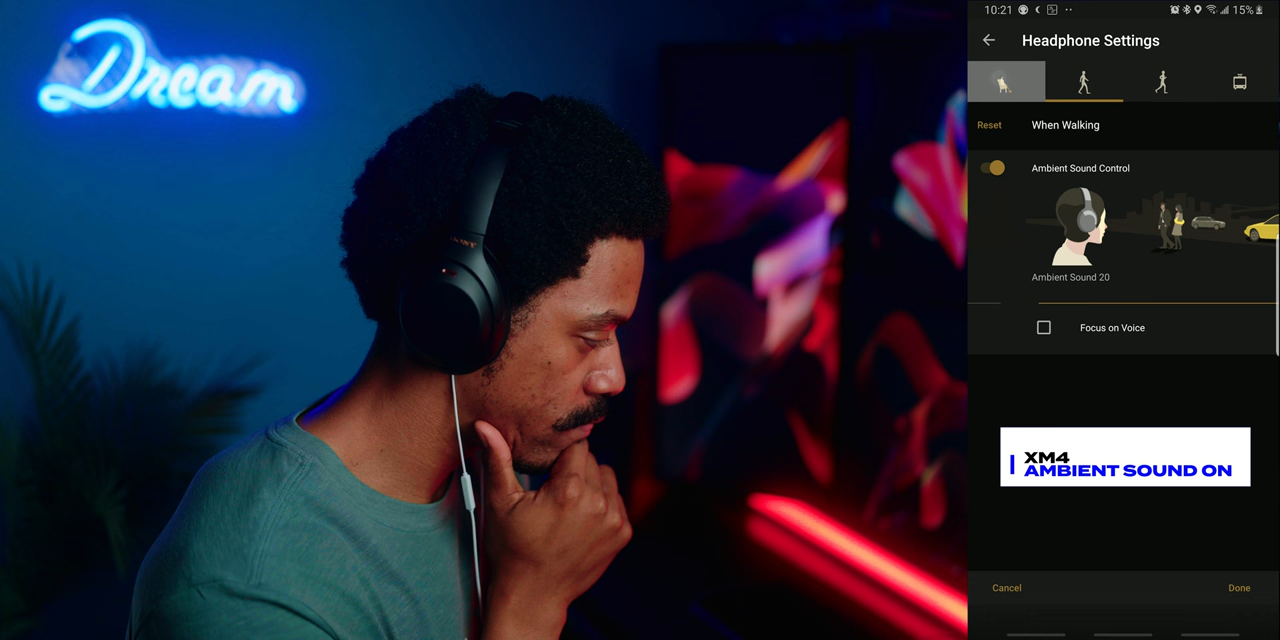 Dream
SONY
10:21
15%
Headphone Settings
Reset
When Walking
Ambient Sound Control
Ambient Sound 20
Focus on Voice
XM4
AMBIENT SOUND ON
Cancel
Done